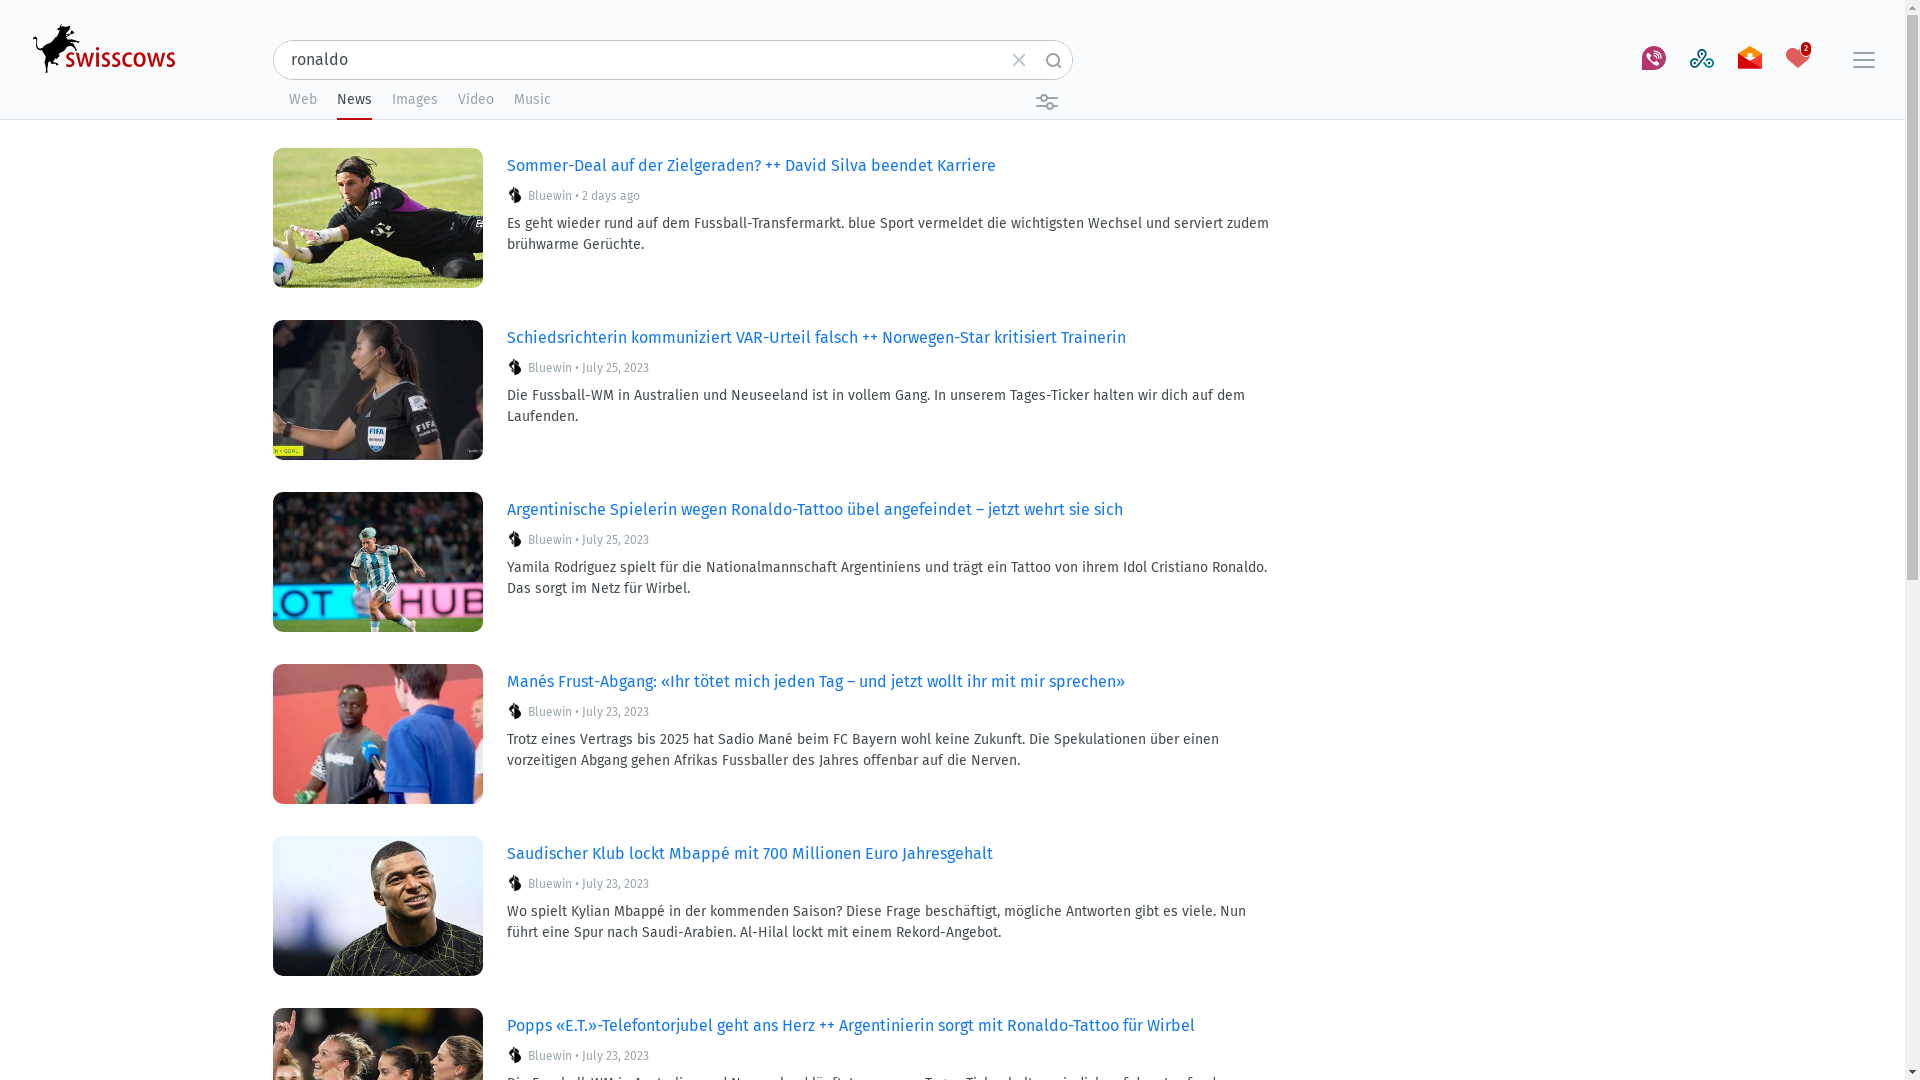 swisscows
ronaldo
2
Web News Images Video Music
Sommer-Deal auf der Zielgeraden? ++ David Silva beendet Karriere
Bluewin • 2 days ago
Es geht wieder rund auf dem Fussball-Transfermarkt. blue Sport vermeldet die wichtigsten Wechsel und serviert zudem
brühwarme Gerüchte.
Schiedsrichterin kommuniziert VAR-Urteil falsch ++ Norwegen-Star kritisiert Trainerin
Bluewin • July 25, 2023
Die Fussball-WM in Australien und Neuseeland ist in vollem Gang. In unserem Tages-Ticker halten wir dich auf dem
Laufenden.
FIFA
FIFA
Argentinische Spielerin wegen Ronaldo-Tattoo übel angefeindet – jetzt wehrt sie sich
Bluewin • July 25, 2023
Yamila Rodriguez spielt für die Nationalmannschaft Argentiniens und trägt ein Tattoo von ihrem Idol Cristiano Ronaldo.
Das sorgt im Netz für Wirbel.
LOT HUB
Manés Frust-Abgang: «Ihr tötet mich jeden Tag – und jetzt wollt ihr mit mir sprechen»
Bluewin • July 23, 2023
Trotz eines Vertrags bis 2025 hat Sadio Mané beim FC Bayern wohl keine Zukunft. Die Spekulationen über einen
vorzeitigen Abgang gehen Afrikas Fussballer des Jahres offenbar auf die Nerven.
Saudischer Klub lockt Mbappé mit 700 Millionen Euro Jahresgehalt
Bluewin • July 23, 2023
Wo spielt Kylian Mbappé in der kommenden Saison? Diese Frage beschäftigt, mögliche Antworten gibt es viele. Nun
führt eine Spur nach Saudi-Arabien. Al-Hilal lockt mit einem Rekord-Angebot.
Popps «E.T.»-Telefontorjubel geht ans Herz ++ Argentinierin sorgt mit Ronaldo-Tattoo für Wirbel
Bluewin • July 23, 2023